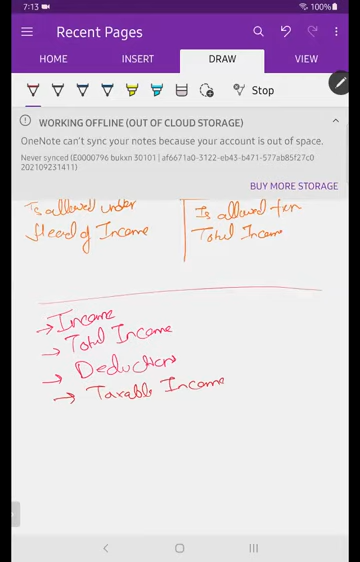 7:13
100%
Recent Pages
HOME INSERT DRAW VIEW
Stop
WORKING OFFLINE (OUT OF CLOUD STORAGE)
OneNote can't sync your notes because your account is out of space.
Never synced (E0000796 bukxn 30101 | af6671a0-3122-eb43-b471-577ab85f27c0
202109231411)
BUY MORE STORAGE
Is allowed under
Head of Income
Is allowed from
Total Income
→ Income
→ Total Income
→ Deductions
→ Taxable Income